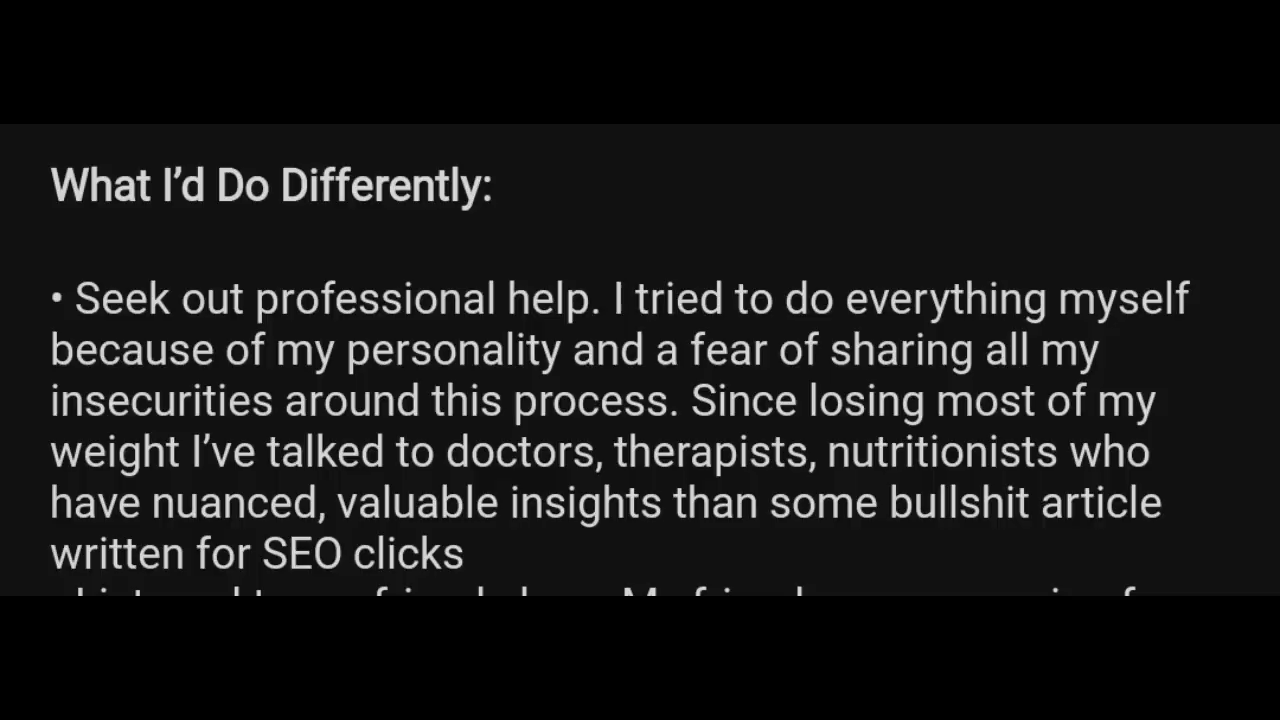 What I’d Do Differently:
• Seek out professional help. I tried to do everything myself
because of my personality and a fear of sharing all my
insecurities around this process. Since losing most of my
weight I’ve talked to doctors, therapists, nutritionists who
have nuanced, valuable insights than some bullshit article
written for SEO clicks